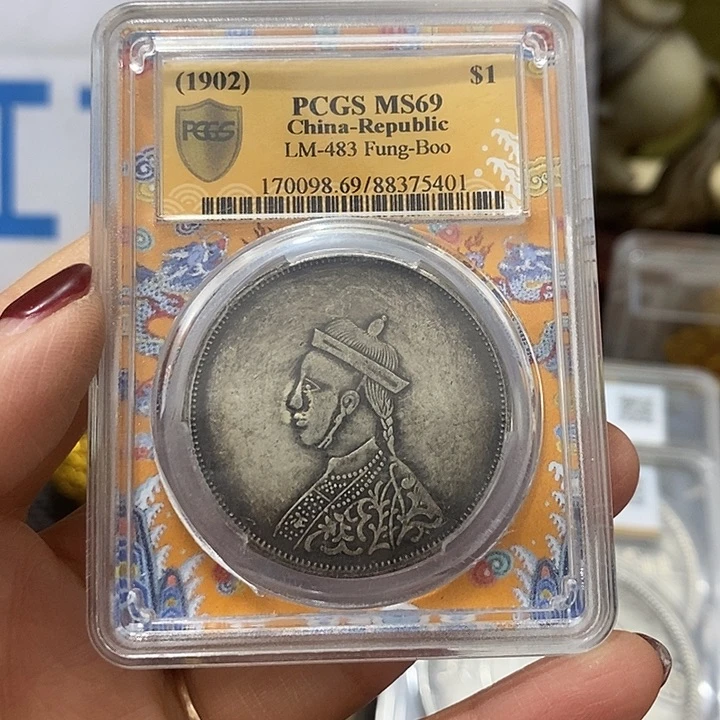 (1902) $1
PCGS
PCGS MS69
China-Republic
LM-483 Fung-Boo
170098.69/88375401